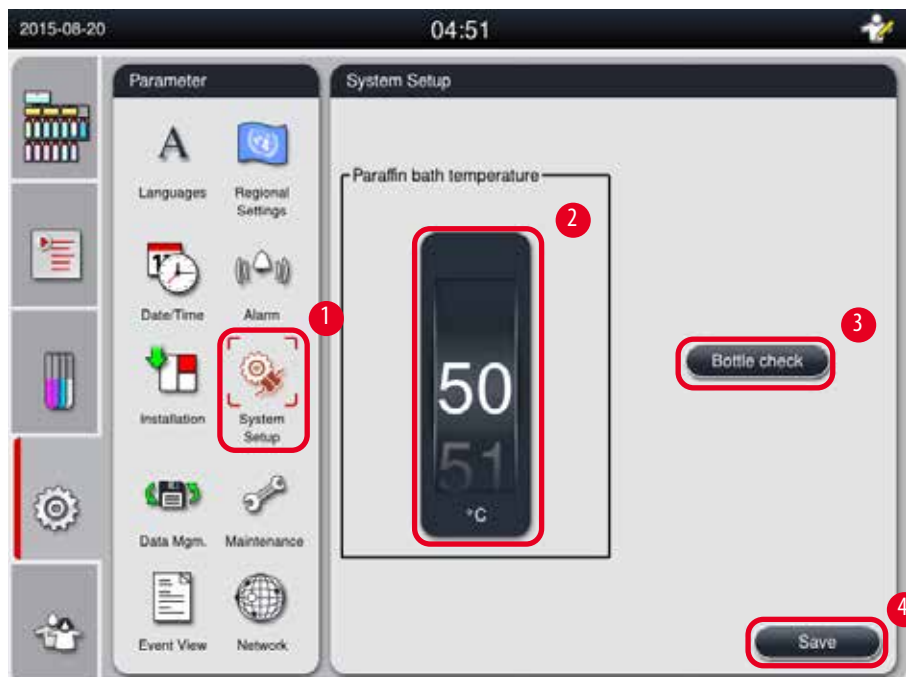 2015-08-20
04:51
Parameter
System Setup
A
Languages
Regional
Settings
Date/Time
Alarm
Installation
System
Setup
Data Mgm.
Maintenance
Event View
Network
1
Paraffin bath temperature
2
50
51
°C
3
Bottle check
4
Save